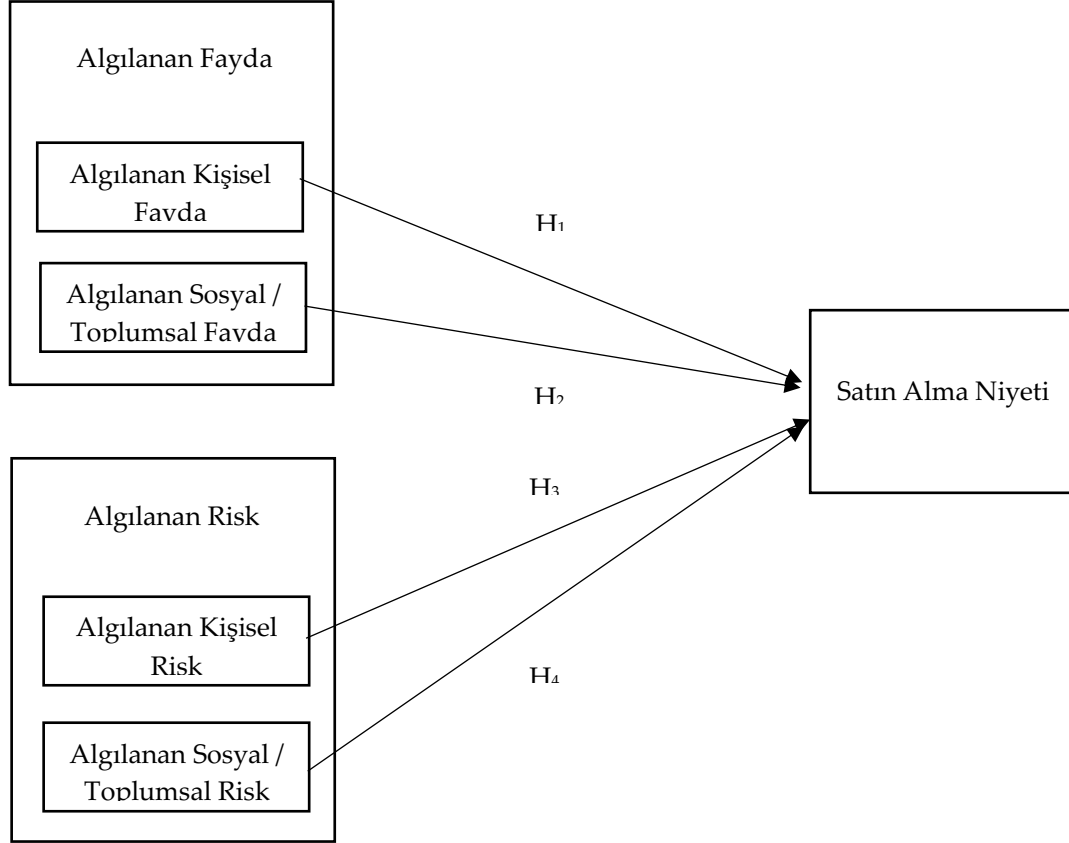 Algılanan Fayda
Algılanan Kişisel
Fayda
Algılanan Sosyal /
Toplumsal Fayda
H1
H2
Satın Alma Niyeti
Algılanan Risk
Algılanan Kişisel
Risk
Algılanan Sosyal /
Toplumsal Risk
H3
H4